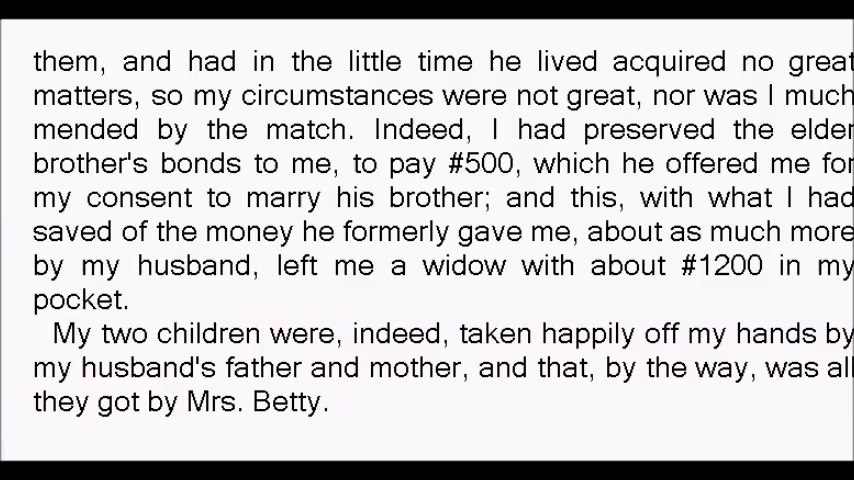 them, and had in the little time he lived acquired no great
matters, so my circumstances were not great, nor was I much
mended by the match. Indeed, I had preserved the elder
brother's bonds to me, to pay #500, which he offered me for
my consent to marry his brother; and this, with what I had
saved of the money he formerly gave me, about as much more
by my husband, left me a widow with about #1200 in my
pocket.
My two children were, indeed, taken happily off my hands by
my husband's father and mother, and that, by the way, was all
they got by Mrs. Betty.